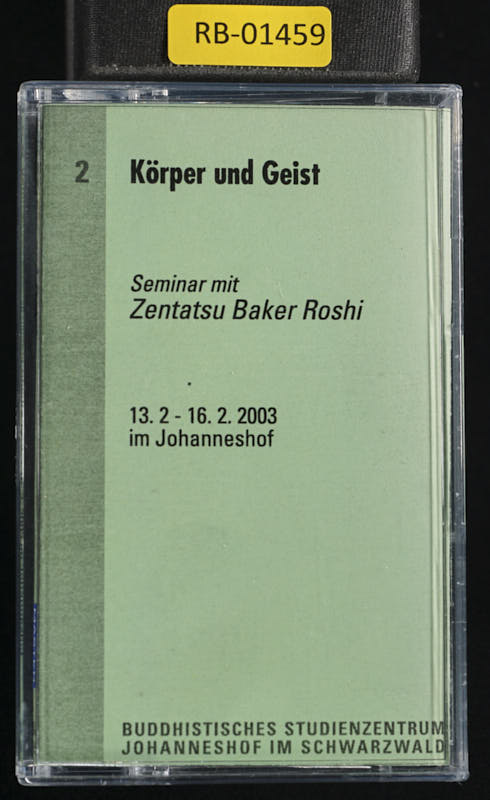 RB-01459
2 Körper und Geist
Seminar mit
Zentatsu Baker Roshi
13. 2 - 16. 2. 2003
im Johanneshof
BUDDHISTISCHES STUDIENZENTRUM
JOHANNESHOF IM SCHWARZWALD